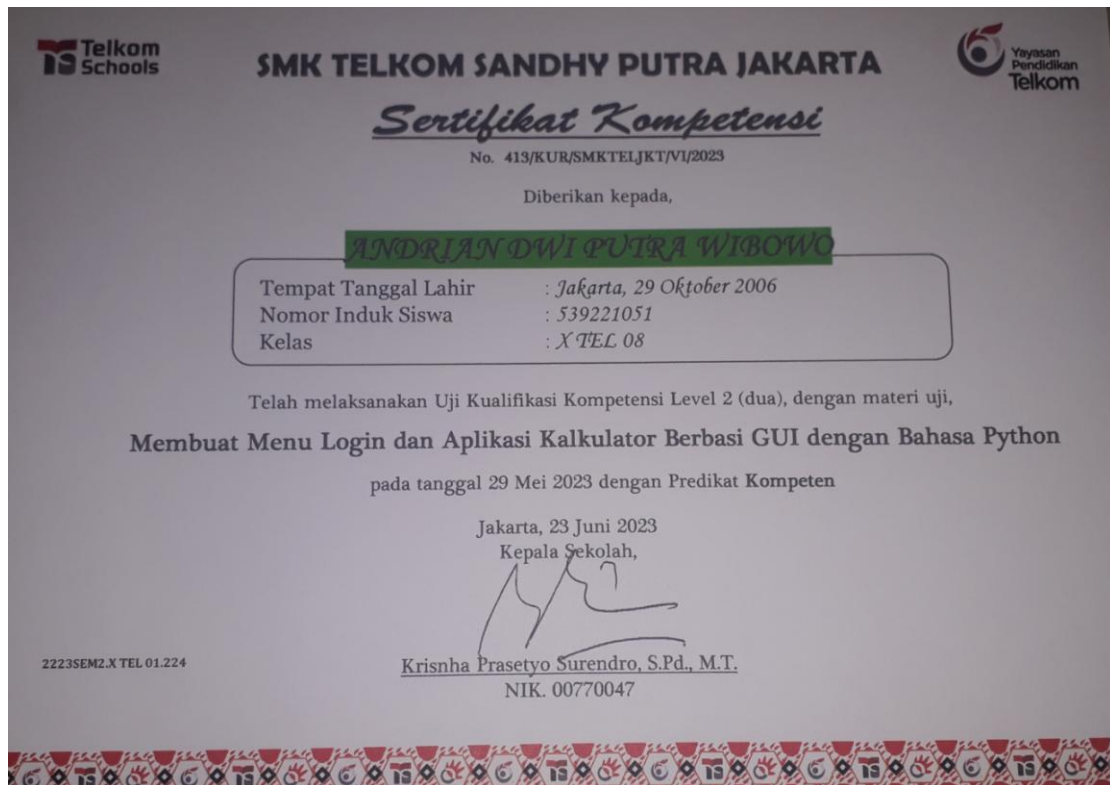 Telkom
Schools
SMK TELKOM SANDHY PUTRA JAKARTA
Yayasan
Pendidikan
Telkom
Sertifikat Kompetensi
No. 413/KUR/SMKTELJKT/VI/2023
Diberikan kepada,
ANDRIAN DWI PUTRA WIBOWO
Tempat Tanggal Lahir : Jakarta, 29 Oktober 2006
Nomor Induk Siswa : 539221051
Kelas : X TEL 08
Telah melaksanakan Uji Kualifikasi Kompetensi Level 2 (dua), dengan materi uji,
Membuat Menu Login dan Aplikasi Kalkulator Berbasi GUI dengan Bahasa Python
pada tanggal 29 Mei 2023 dengan Predikat Kompeten
Jakarta, 23 Juni 2023
Kepala Sekolah,
2223SEM2.X TEL 01.224
Krisnha Prasetyo Surendro, S.Pd., M.T.
NIK. 00770047